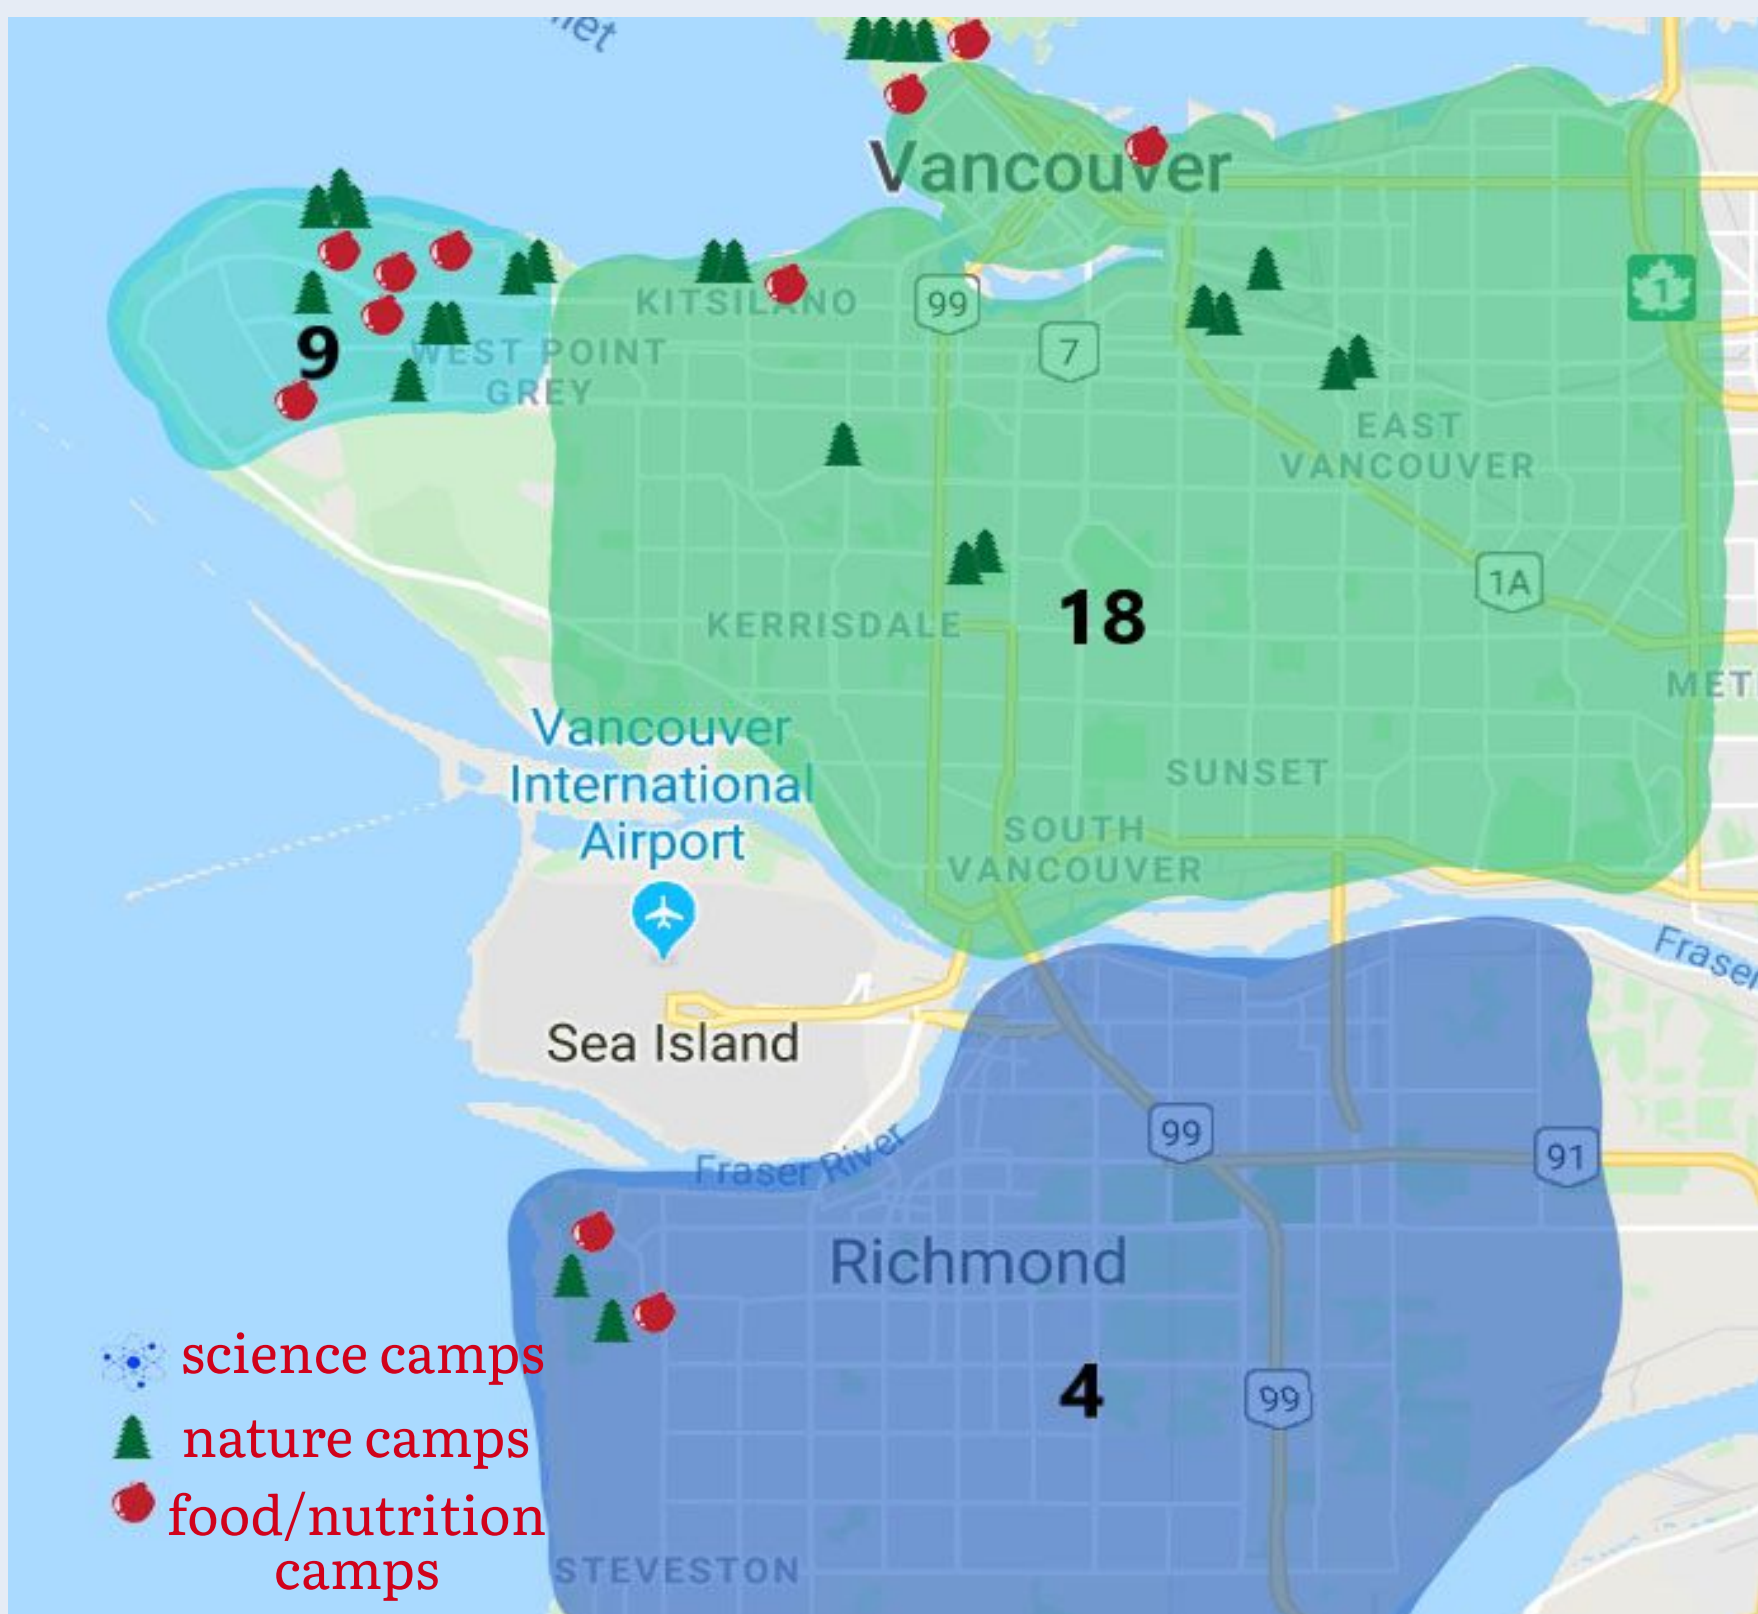 Vancouver
KITSILANO
99
7
1
9
WEST POINT
GREY
EAST
VANCOUVER
1A
18
KERRISDALE
MET
Vancouver
International
Airport
SUNSET
SOUTH
VANCOUVER
Fraser
Sea Island
99
91
Fraser River
Richmond
science camps
4
99
nature camps
food/nutrition
camps
STEVESTON